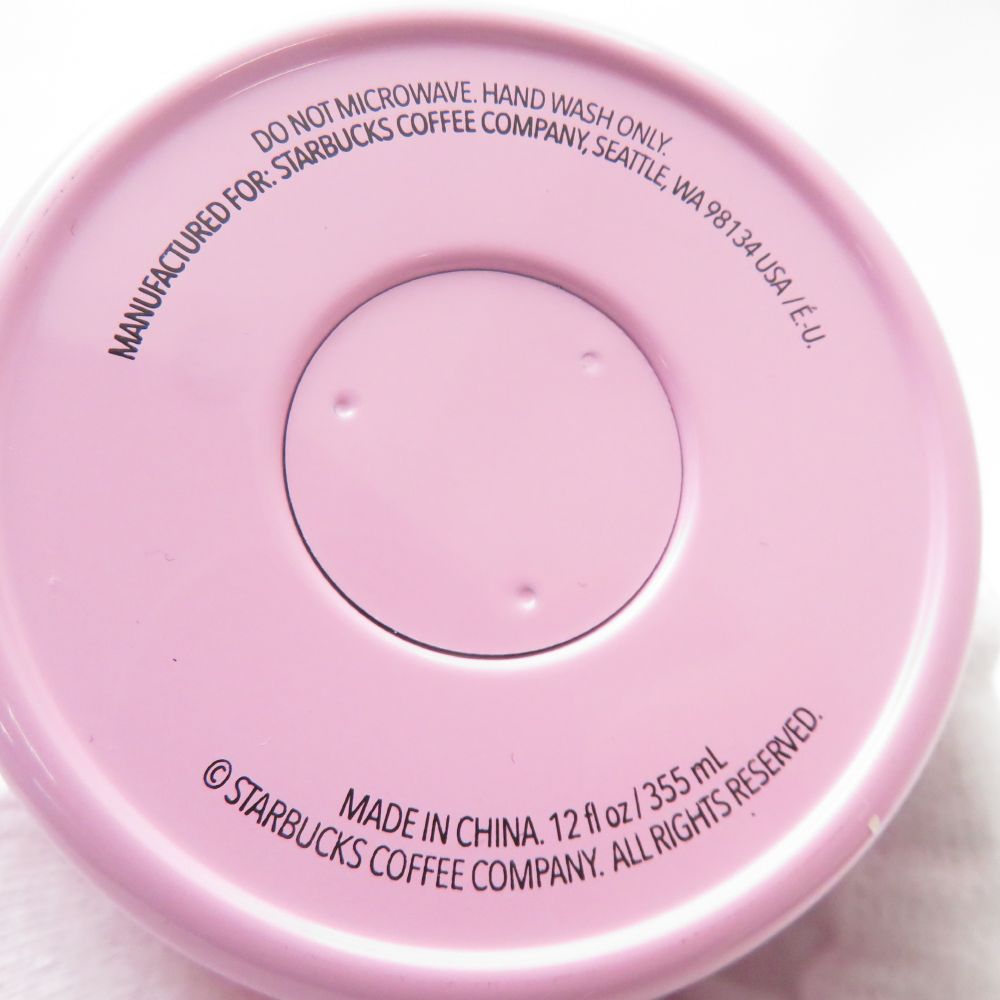 DO NOT MICROWAVE. HAND WASH ONLY.
MANUFACTURED FOR: STARBUCKS COFFEE COMPANY, SEATTLE, WA 98134 USA / É.-U.
MADE IN CHINA. 12 fl oz / 355 mL
© STARBUCKS COFFEE COMPANY. ALL RIGHTS RESERVED.